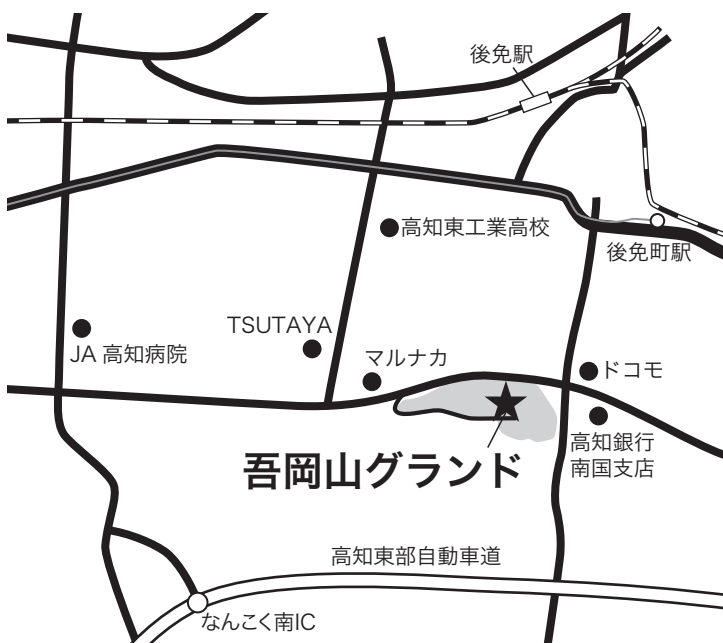 後免駅
高知東工業高校
後免町駅
TSUTAYA
JA 高知病院
マルナカ
ドコモ
高知銀行
南国支店
吾岡山グランド
高知東部自動車道
なんこく南IC